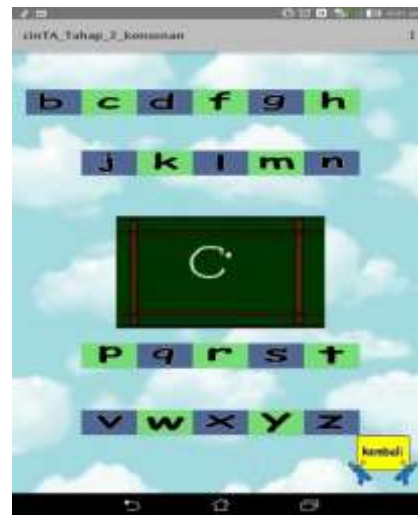 cinTA_Tahap_2_konsonan
b c d f g h
j k l m n
C
p q r s t
v w x y z
kembali